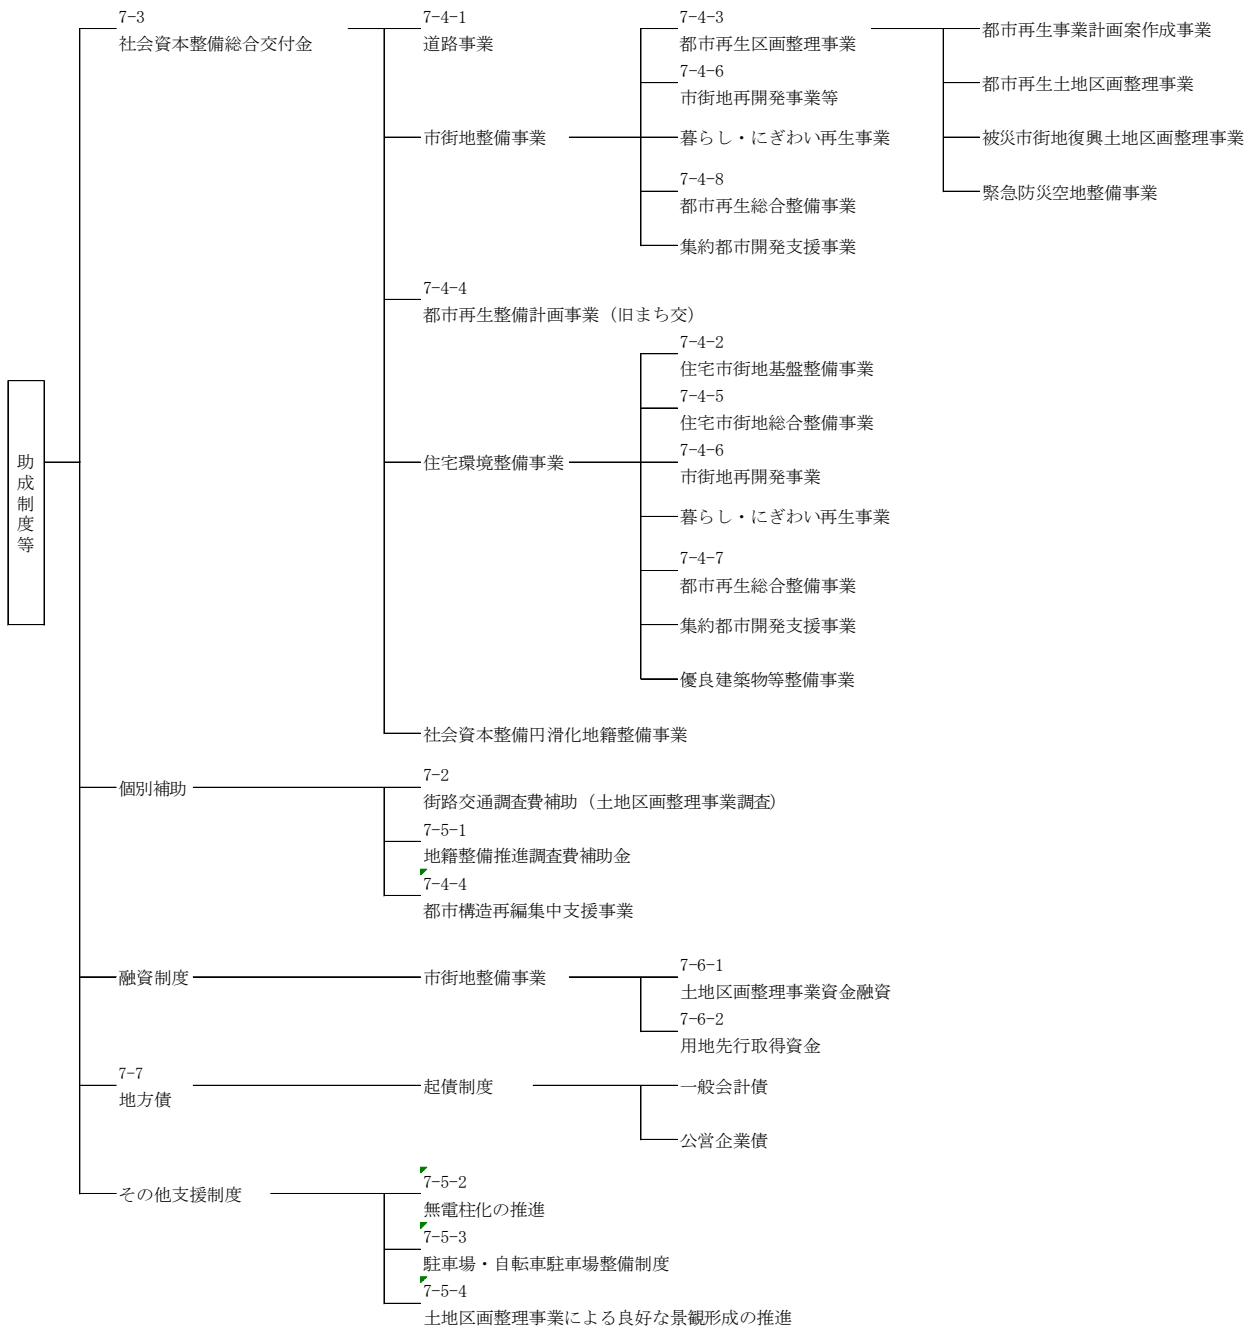 助成制度等
7-3
社会資本整備総合交付金
7-4-1
道路事業
市街地整備事業
7-4-3
都市再生区画整理事業
都市再生事業計画案作成事業
都市再生土地区画整理事業
被災市街地復興土地区画整理事業
緊急防災空地整備事業
7-4-6
市街地再開発事業等
暮らし・にぎわい再生事業
7-4-8
都市再生総合整備事業
集約都市開発支援事業
7-4-4
都市再生整備計画事業（旧まち交）
住宅環境整備事業
7-4-2
住宅市街地基盤整備事業
7-4-5
住宅市街地総合整備事業
7-4-6
市街地再開発事業
暮らし・にぎわい再生事業
7-4-7
都市再生総合整備事業
集約都市開発支援事業
優良建築物等整備事業
社会資本整備円滑化地籍整備事業
個別補助
7-2
街路交通調査費補助（土地区画整理事業調査）
7-5-1
地籍整備推進調査費補助金
7-4-4
都市構造再編集中支援事業
融資制度
市街地整備事業
7-6-1
土地区画整理事業資金融資
7-6-2
用地先行取得資金
7-7
地方債
起債制度
一般会計債
公営企業債
その他支援制度
7-5-2
無電柱化の推進
7-5-3
駐車場・自転車駐車場整備制度
7-5-4
土地区画整理事業による良好な景観形成の推進